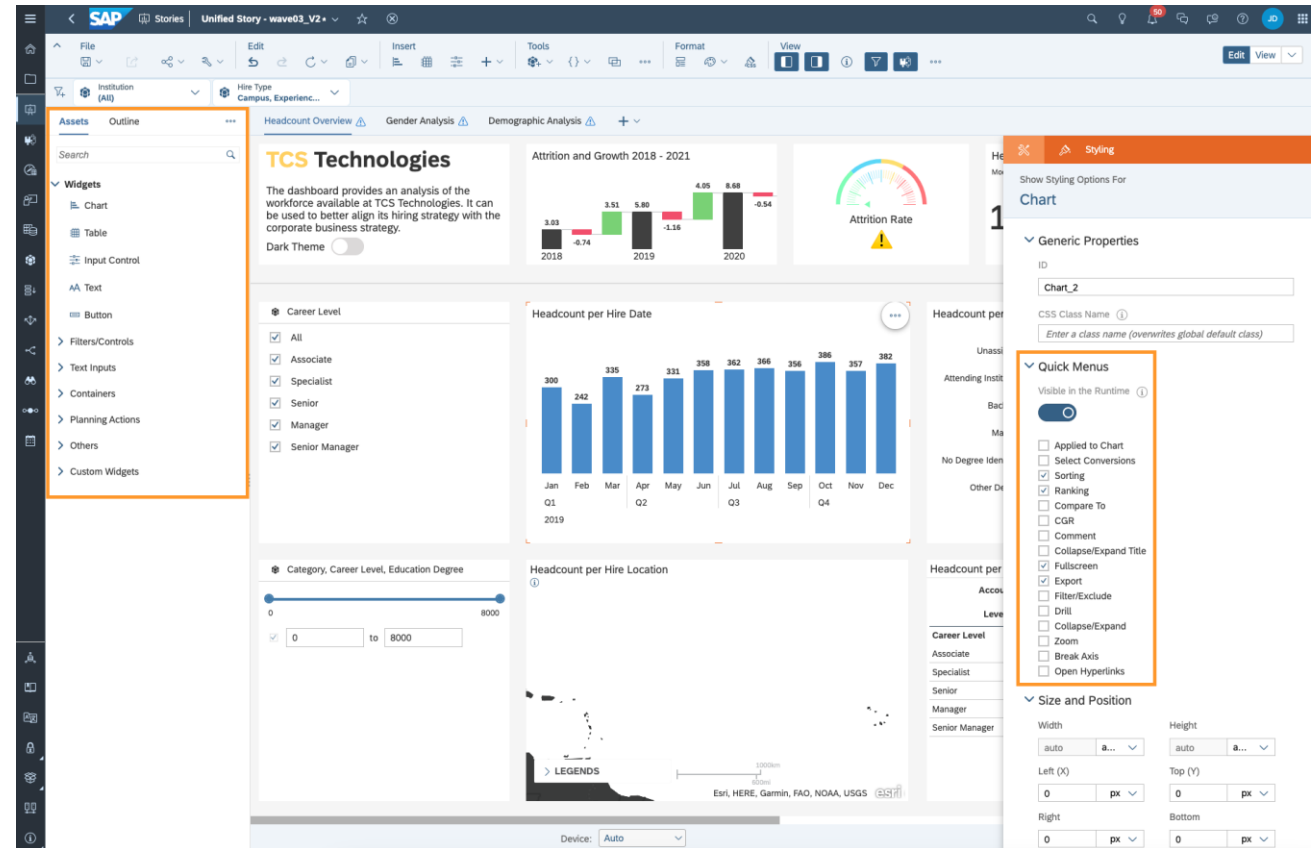 SAP Stories Unified Story - wave03_V2• 50 JD
File Edit Insert Tools Format View
Edit View
Institution
(All)
Hire Type
Campus, Experienc...
Assets Outline
Search
Widgets
Chart
Table
Input Control
AA Text
Button
Filters/Controls
Text Inputs
Containers
Planning Actions
Others
Custom Widgets
Headcount Overview Gender Analysis Demographic Analysis
TCS Technologies
The dashboard provides an analysis of the
workforce available at TCS Technologies. It can
be used to better align its hiring strategy with the
corporate business strategy.
Dark Theme
Attrition and Growth 2018 - 2021
3.03 -0.74 3.51 5.80 -1.16 4.05 8.68 -0.54
2018 2019 2020
Attrition Rate
He
Mo
1
Career Level
All
Associate
Specialist
Senior
Manager
Senior Manager
Headcount per Hire Date
300 242 335 273 331 358 362 366 356 386 357 382
Jan Feb Mar Apr May Jun Jul Aug Sep Oct Nov Dec
Q1 Q2 Q3 Q4
2019
Headcount per
Unassi
Attending Instit
Bac
Ma
No Degree Iden
Other De
Category, Career Level, Education Degree
0 8000
0 to 8000
Headcount per Hire Location
LEGENDS
1000km
600mi
Esri, HERE, Garmin, FAO, NOAA, USGS esri
Headcount per
Accou
Leve
Career Level
Associate
Specialist
Senior
Manager
Senior Manager
Device: Auto
Styling
Show Styling Options For
Chart
Generic Properties
ID
Chart_2
CSS Class Name
Enter a class name (overwrites global default class)
Quick Menus
Visible in the Runtime
Applied to Chart
Select Conversions
Sorting
Ranking
Compare To
CGR
Comment
Collapse/Expand Title
Fullscreen
Export
Filter/Exclude
Drill
Collapse/Expand
Zoom
Break Axis
Open Hyperlinks
Size and Position
Width Height
auto a... auto a...
Left (X) Top (Y)
0 px 0 px
Right Bottom
0 px 0 px